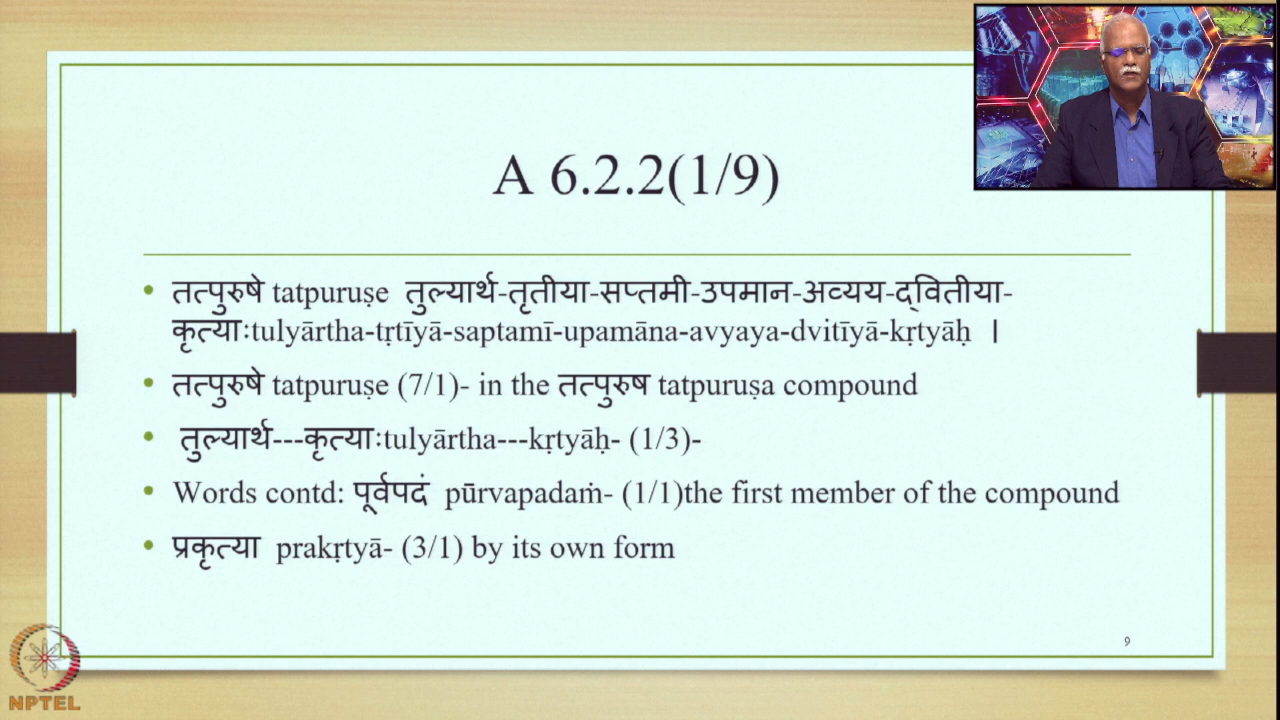 A 6.2.2(1/9)
• तत्पुरुषे tatpuruṣe तुल्यार्थ-तृतीया-सप्तमी-उपमान-अव्यय-द्वितीया-
कृत्याःtulyārtha-tṛtīyā-saptamī-upamāna-avyaya-dvitīyā-kṛtyāḥ ।
• तत्पुरुषे tatpuruṣe (7/1)- in the तत्पुरुष tatpuruṣa compound
• तुल्यार्थ---कृत्याःtulyārtha---kṛtyāḥ- (1/3)-
• Words contd: पूर्वपदं pūrvapadaṁ- (1/1)the first member of the compound
• प्रकृत्या prakṛtyā- (3/1) by its own form
9
NPTEL